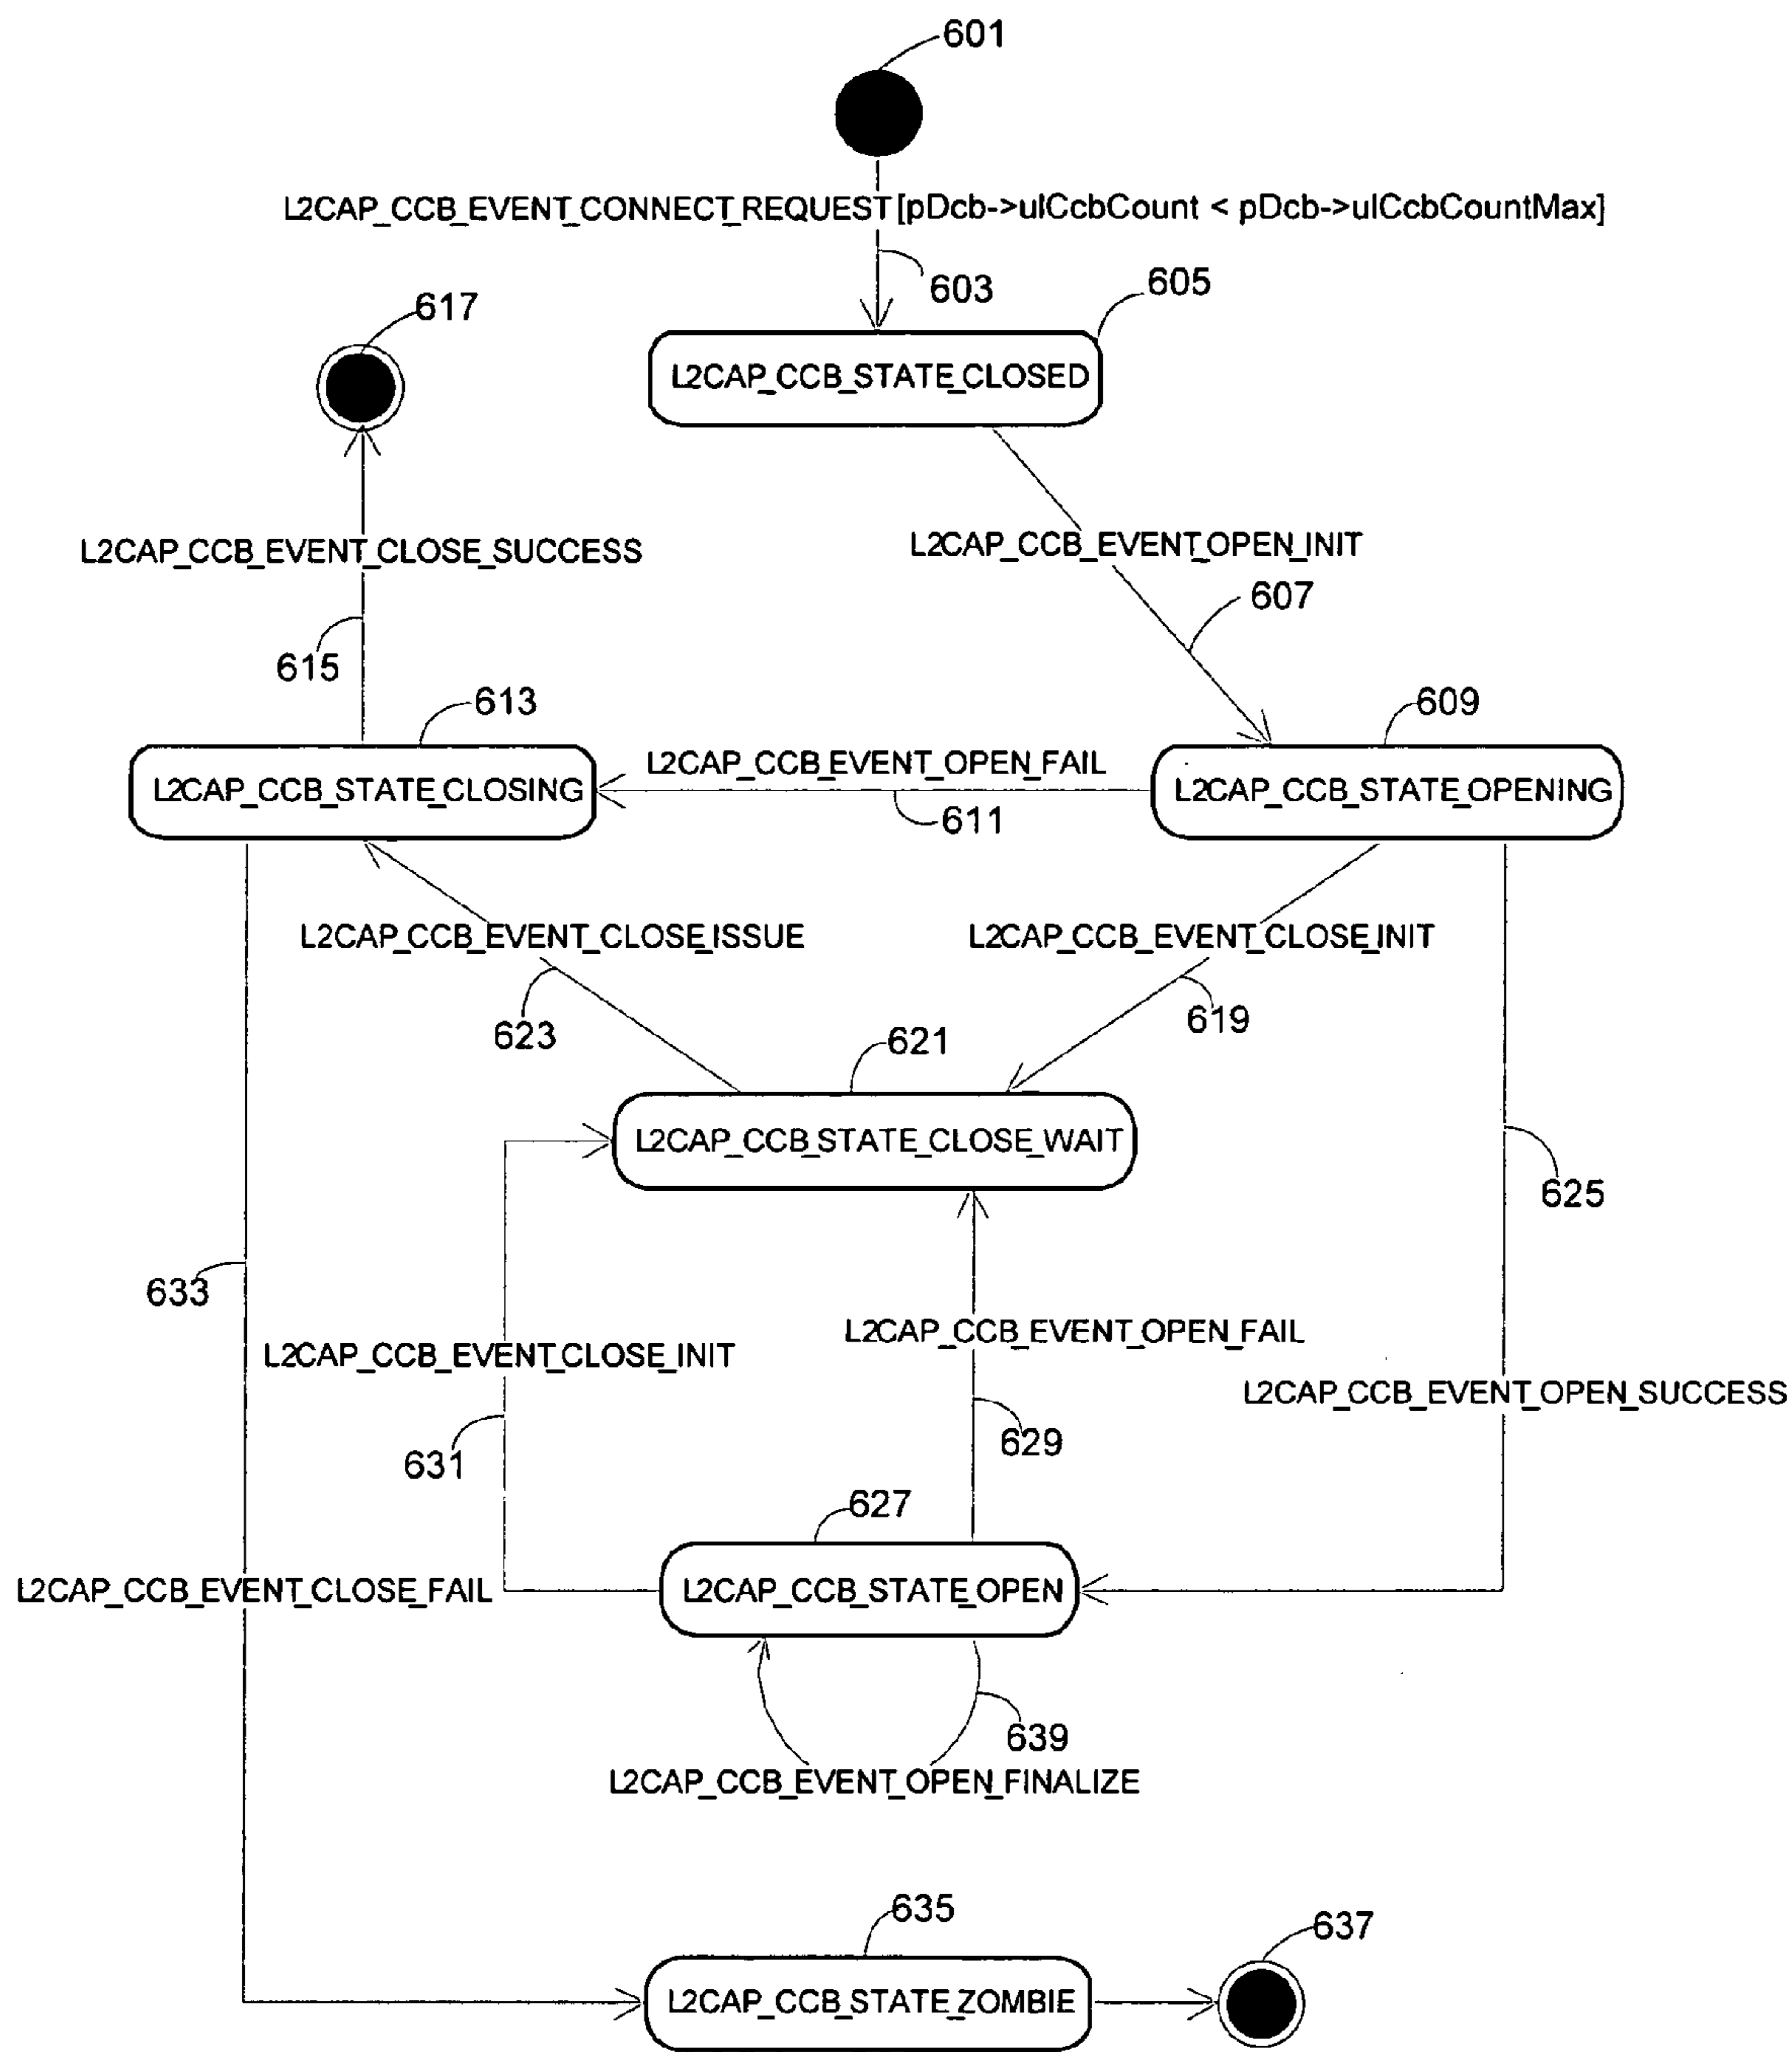 601
L2CAP_CCB_EVENT_CONNECT_REQUEST [pDcb->ulCcbCount < pDcb->ulCcbCountMax]
603
605
617
L2CAP_CCB_STATE_CLOSED
L2CAP_CCB_EVENT_CLOSE_SUCCESS
L2CAP_CCB_EVENT_OPEN_INIT
607
615
613
609
L2CAP_CCB_EVENT_OPEN_FAIL
L2CAP_CCB_STATE_CLOSING
L2CAP_CCB_STATE_OPENING
611
L2CAP_CCB_EVENT_CLOSE_ISSUE
L2CAP_CCB_EVENT_CLOSE_INIT
623
619
621
L2CAP_CCB_STATE_CLOSE_WAIT
625
633
L2CAP_CCB_EVENT_OPEN_FAIL
L2CAP_CCB_EVENT_CLOSE_INIT
L2CAP_CCB_EVENT_OPEN_SUCCESS
629
631
627
L2CAP_CCB_EVENT_CLOSE_FAIL
L2CAP_CCB_STATE_OPEN
639
L2CAP_CCB_EVENT_OPEN_FINALIZE
635
637
L2CAP_CCB_STATE_ZOMBIE